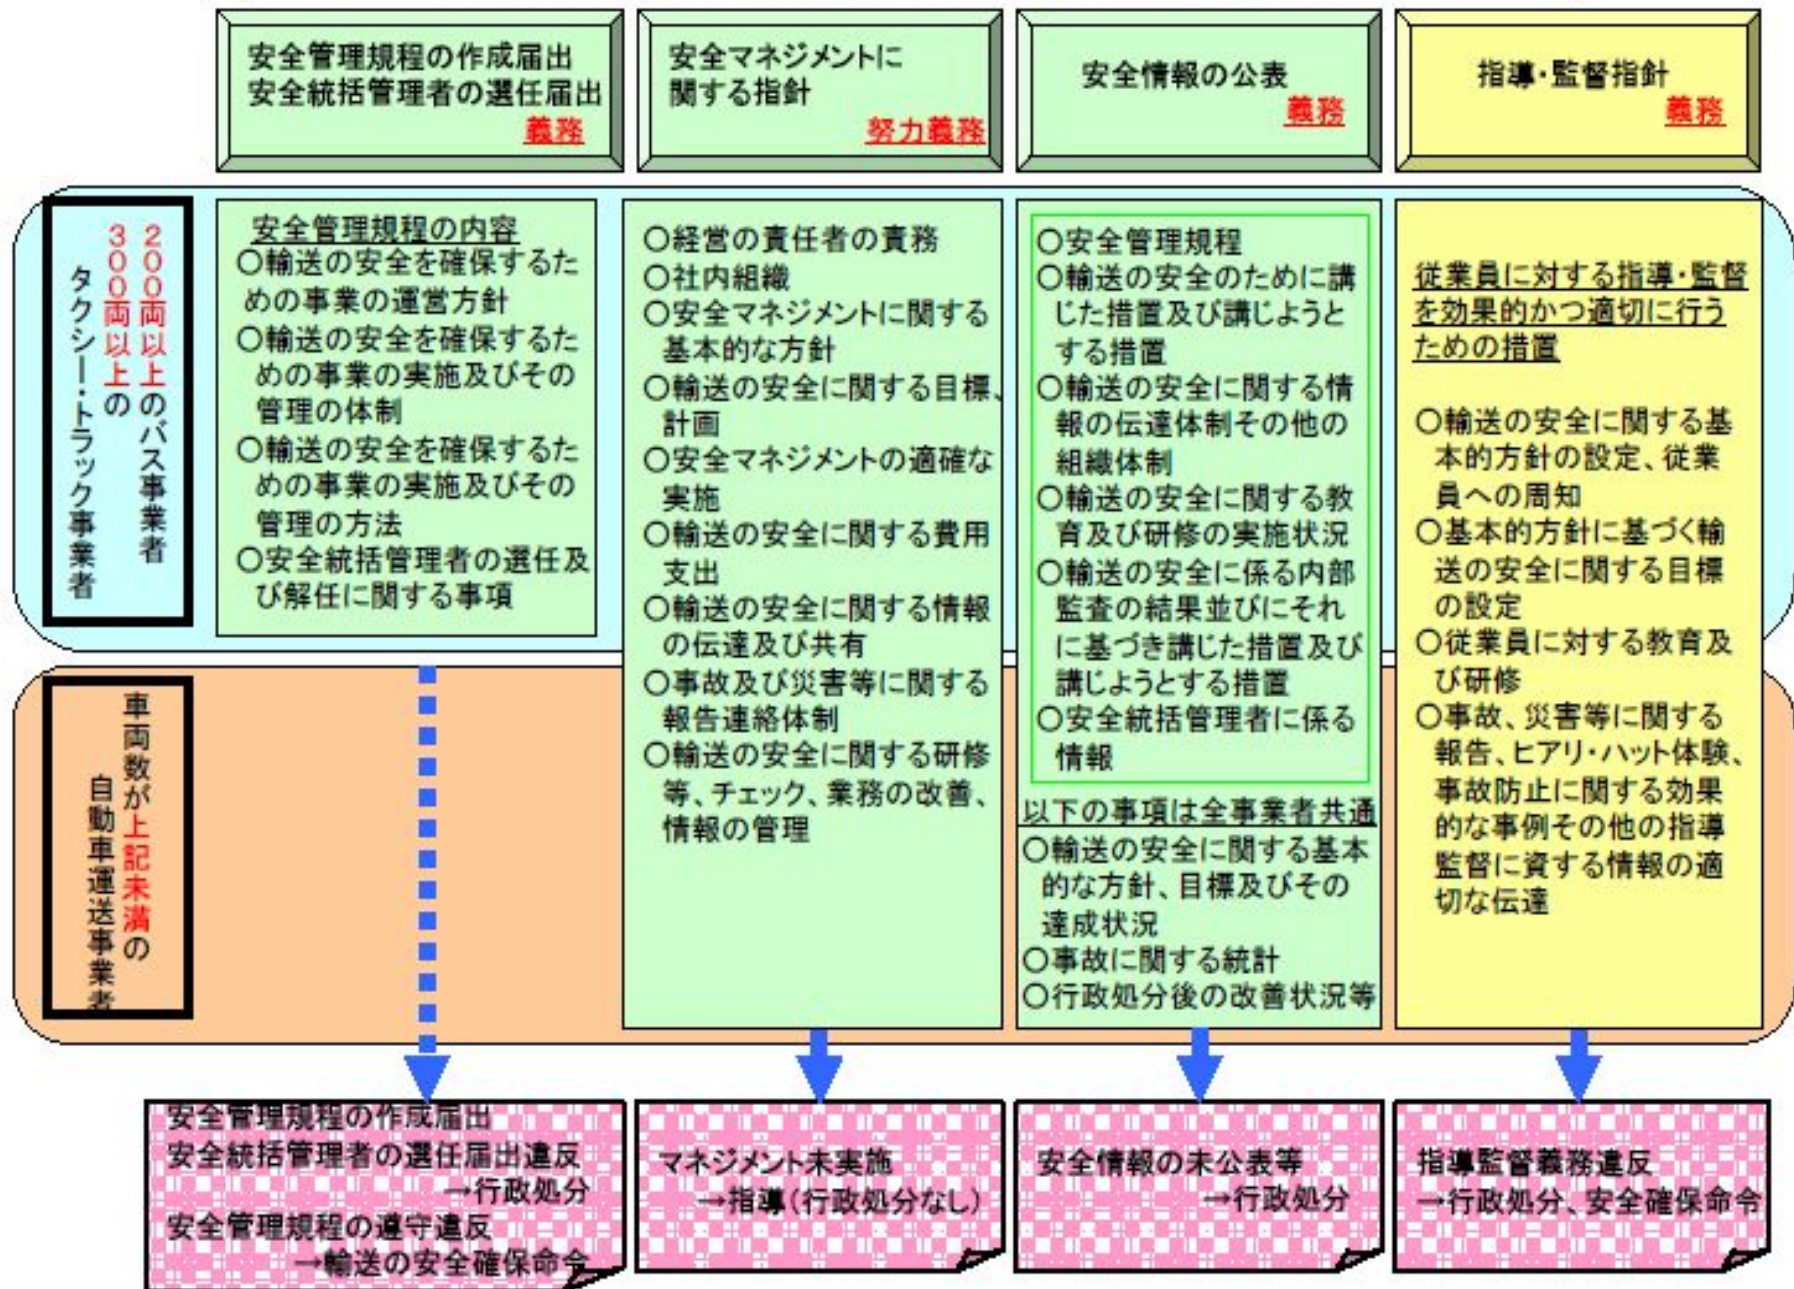 安全管理規程の作成届出
安全統括管理者の選任届出
義務
安全マネジメントに
関する指針
努力義務
安全情報の公表
義務
指導・監督指針
義務
２００両以上のバス事業者
３００両以上の
タクシー・トラック事業者
安全管理規程の内容
○輸送の安全を確保するた
めの事業の運営方針
○輸送の安全を確保するた
めの事業の実施及びその
管理の体制
○輸送の安全を確保するた
めの事業の実施及びその
管理の方法
○安全統括管理者の選任及
び解任に関する事項
○経営の責任者の責務
○社内組織
○安全マネジメントに関する
基本的な方針
○輸送の安全に関する目標、
計画
○安全マネジメントの適確な
実施
○輸送の安全に関する費用
支出
○輸送の安全に関する情報
の伝達及び共有
○事故及び災害等に関する
報告連絡体制
○輸送の安全に関する研修
等、チェック、業務の改善、
情報の管理
○安全管理規程
○輸送の安全のために講
じた措置及び講じようと
する措置
○輸送の安全に関する情
報の伝達体制その他の
組織体制
○輸送の安全に関する教
育及び研修の実施状況
○輸送の安全に係る内部
監査の結果並びにそれ
に基づき講じた措置及び
講じようとする措置
○安全統括管理者に係る
情報
以下の事項は全事業者共通
○輸送の安全に関する基本
的な方針、目標及びその
達成状況
○事故に関する統計
○行政処分後の改善状況等
従業員に対する指導・監督
を効果的かつ適切に行う
ための措置
○輸送の安全に関する基
本的方針の設定、従業
員への周知
○基本的方針に基づく輸
送の安全に関する目標
の設定
○従業員に対する教育及
び研修
○事故、災害等に関する
報告、ヒアリ・ハット体験、
事故防止に関する効果
的な事例その他の指導
監督に資する情報の適
切な伝達
車両数が上記未満の
自動車運送事業者
安全管理規程の作成届出
安全統括管理者の選任届出違反
→行政処分
安全管理規程の遵守違反
→輸送の安全確保命令
マネジメント未実施
→指導（行政処分なし）
安全情報の未公表等
→行政処分
指導監督義務違反
→行政処分、安全確保命令